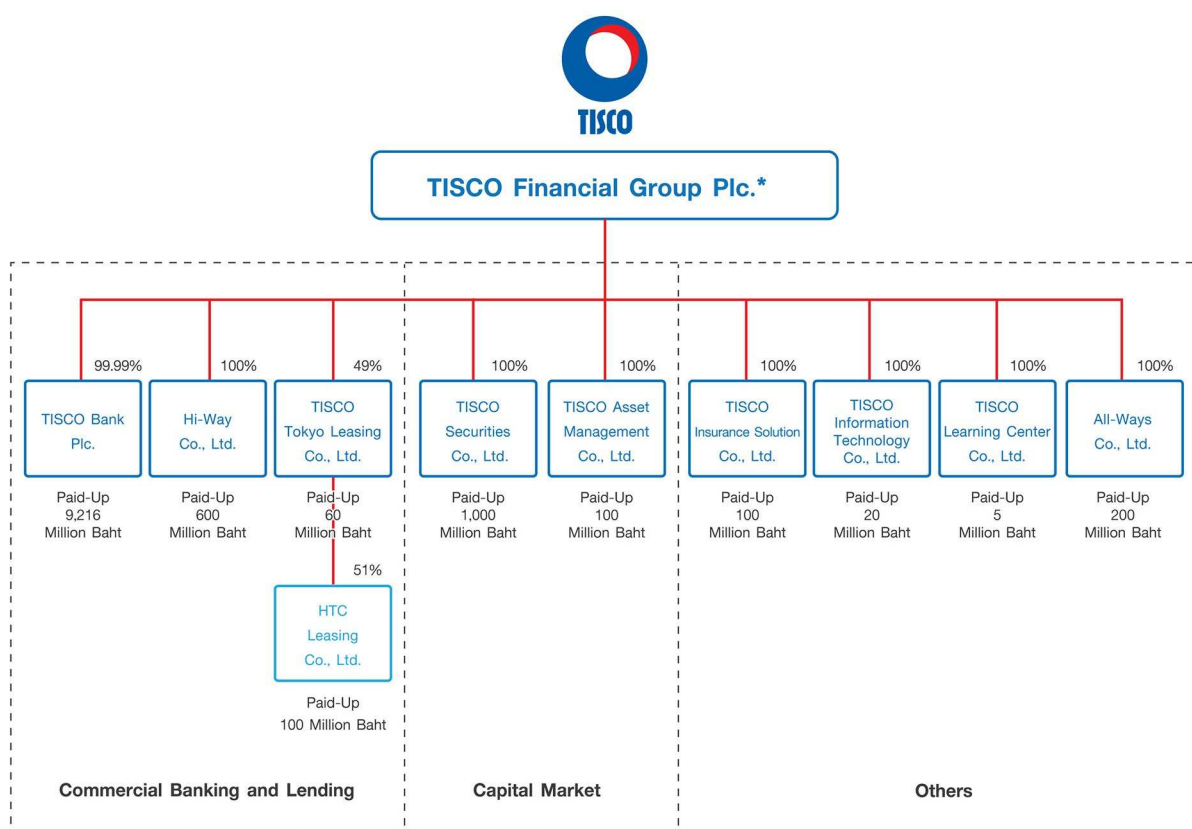 TISCO
TISCO Financial Group Plc.*
99.99%
100%
49%
100%
100%
100%
100%
100%
100%
TISCO Bank
Plc.
Paid-Up
9,216
Million Baht
Hi-Way
Co., Ltd.
Paid-Up
600
Million Baht
TISCO
Tokyo Leasing
Co., Ltd.
Paid-Up
60
Million Baht
51%
HTC
Leasing
Co., Ltd.
Paid-Up
100 Million Baht
TISCO
Securities
Co., Ltd.
Paid-Up
1,000
Million Baht
TISCO Asset
Management
Co., Ltd.
Paid-Up
100
Million Baht
TISCO
Insurance Solution
Co., Ltd.
Paid-Up
100
Million Baht
TISCO
Information
Technology
Co., Ltd.
Paid-Up
20
Million Baht
TISCO
Learning Center
Co., Ltd.
Paid-Up
5
Million Baht
All-Ways
Co., Ltd.
Paid-Up
200
Million Baht
Commercial Banking and Lending
Capital Market
Others